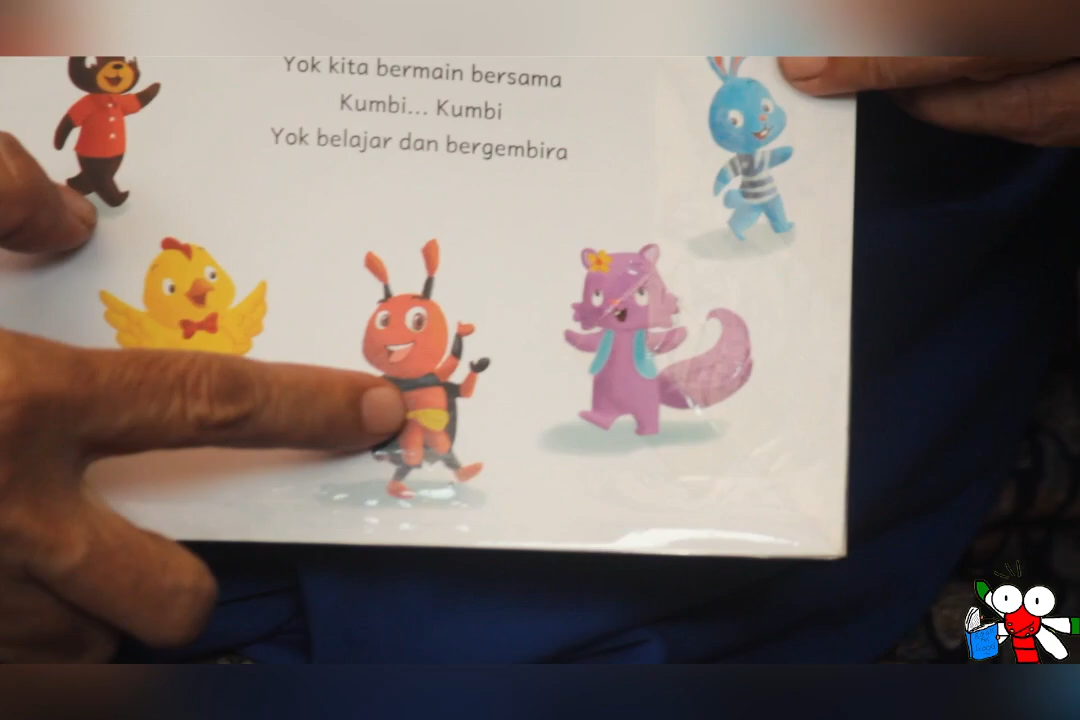 Yok kita bermain bersama
Kumbi... Kumbi
Yok belajar dan bergembira